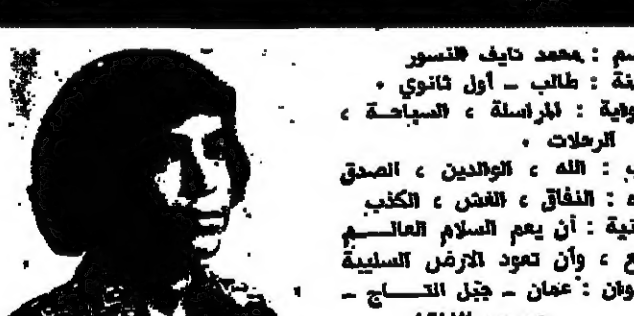 سم : محمد نايف النسور
نة : طالب ـ أول ثانوي .
واية : المراسلة ، السباحة ،
الرحلات .
ب : الله ، الوالدين ، الصدق
ه : النفاق ، الغش ، الكذب
نية : أن يعم السلام العالم
ع ، وأن تعود الارض السليبة
وان : عمان ـ جبل التاج ـ